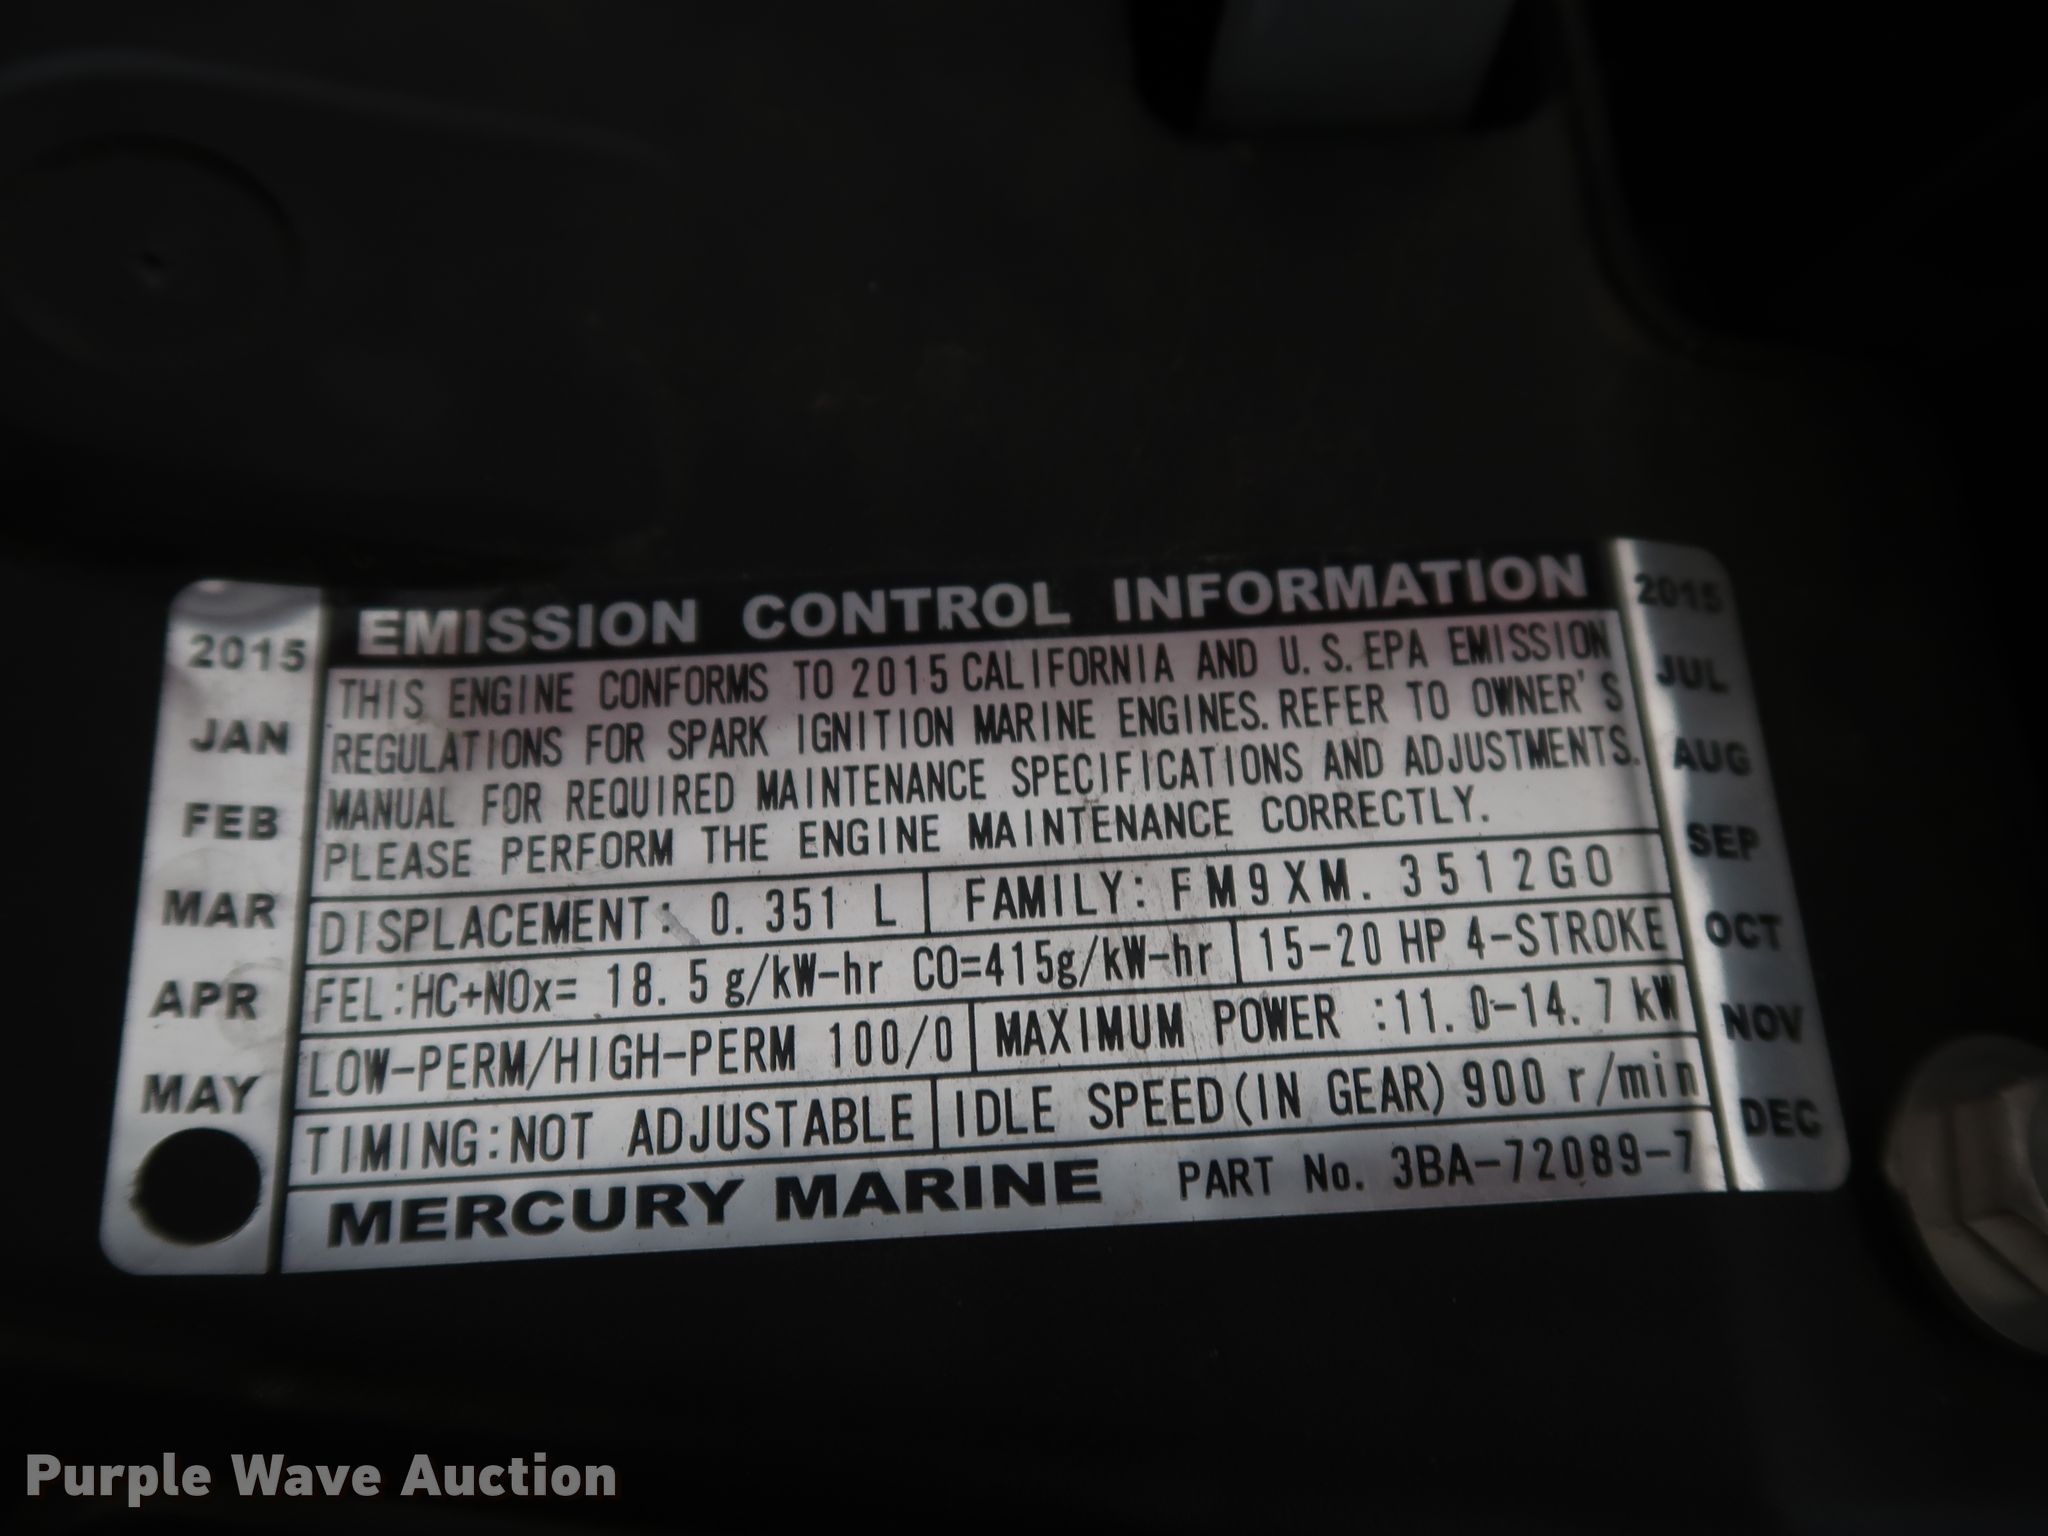 EMISSION CONTROL INFORMATION
2015
JAN
FEB
MAR
APR
MAY
THIS ENGINE CONFORMS TO 2015 CALIFORNIA AND U.S. EPA EMISSION
REGULATIONS FOR SPARK IGNITION MARINE ENGINES. REFER TO OWNER'S
MANUAL FOR REQUIRED MAINTENANCE SPECIFICATIONS AND ADJUSTMENTS.
PLEASE PERFORM THE ENGINE MAINTENANCE CORRECTLY.
DISPLACEMENT: 0.351 L FAMILY: FM9XM.3512G0
FEL:HC+NOx= 18.5 g/kW-hr CO=415g/kW-hr 15-20 HP 4-STROKE
LOW-PERM/HIGH-PERM 100/0 MAXIMUM POWER :11.0-14.7 kW
TIMING:NOT ADJUSTABLE IDLE SPEED(IN GEAR) 900 r/min
MERCURY MARINE PART No. 3BA-72089-7
2015
JUL
AUG
SEP
OCT
NOV
DEC
Purple Wave Auction